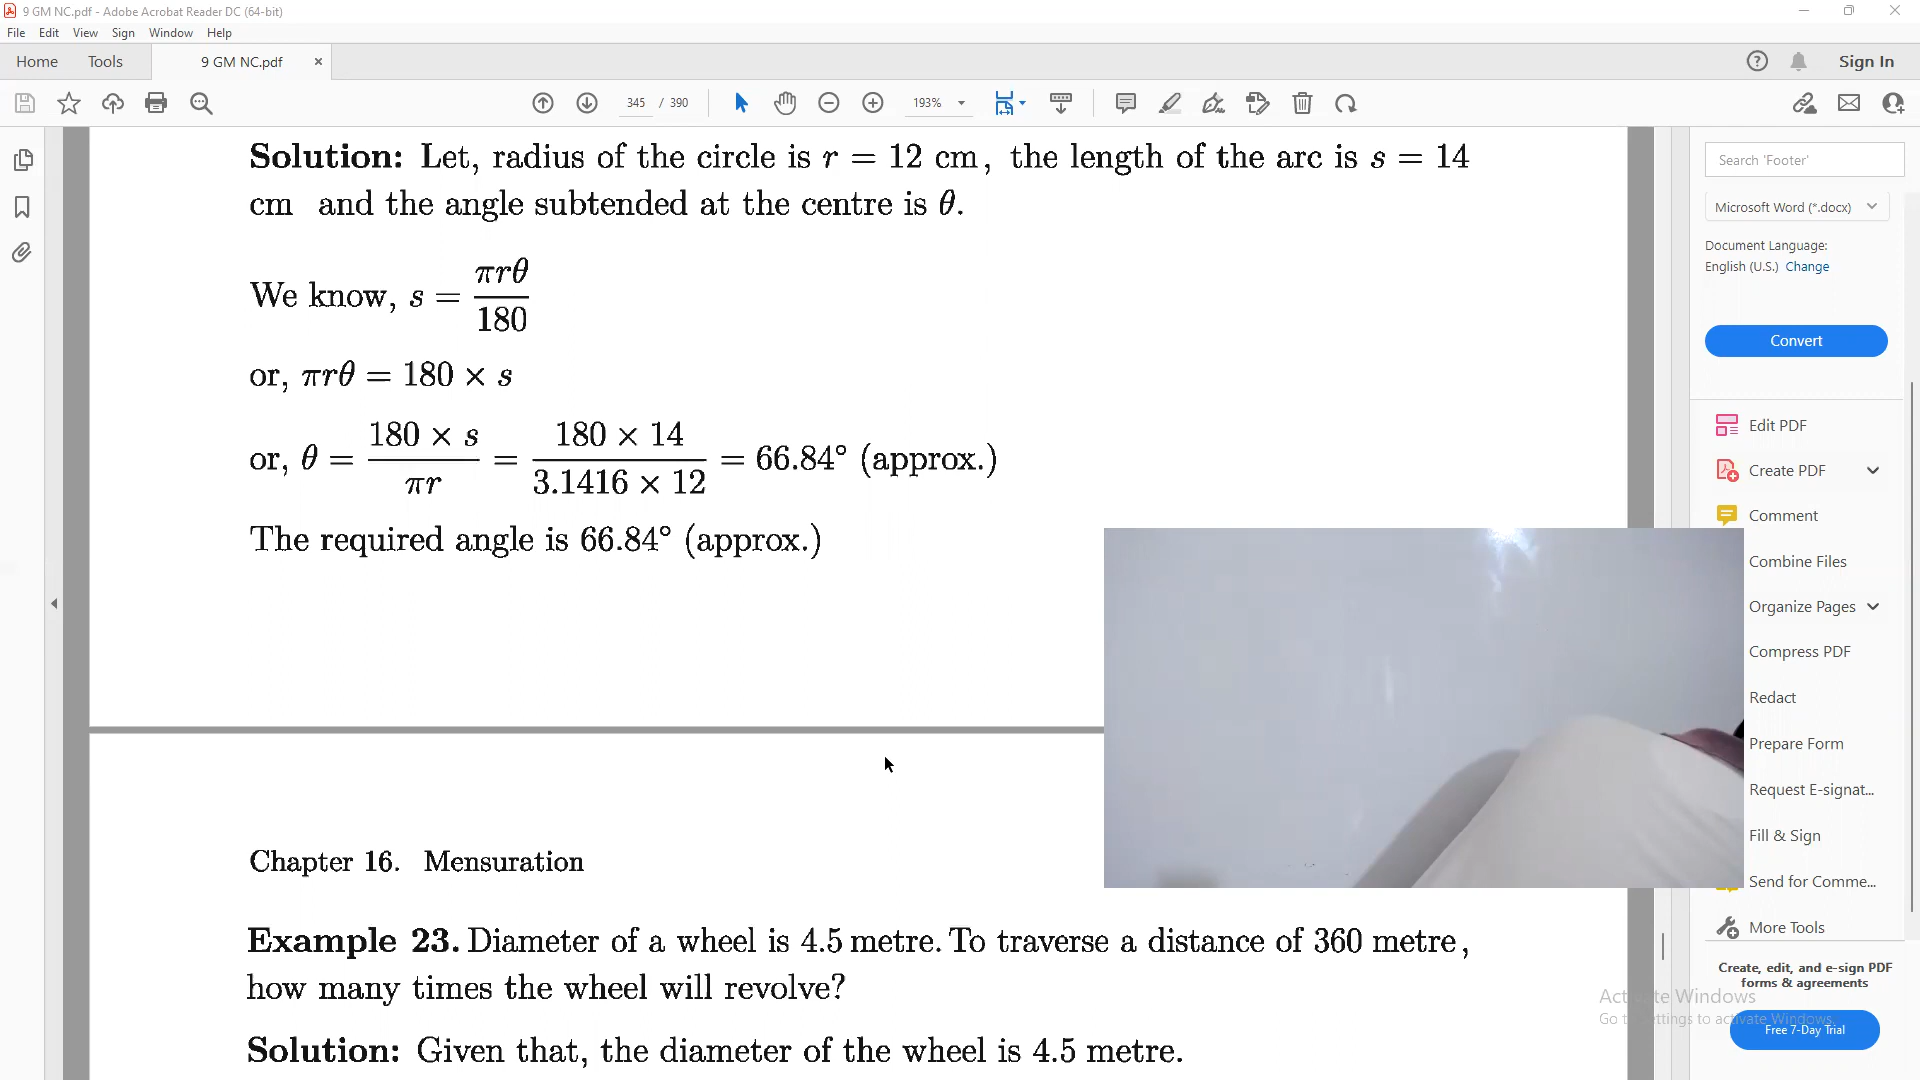 9 GM NC.pdf - Adobe Acrobat Reader DC (64-bit)
File Edit View Sign Window Help
Home Tools 9 GM NC.pdf × Sign In
345 / 390 193%
Solution: Let, radius of the circle is r = 12 cm, the length of the arc is s = 14
cm and the angle subtended at the centre is θ.
We know, s = πrθ/180
or, πrθ = 180 × s
or, θ = (180 × s)/(πr) = (180 × 14)/(3.1416 × 12) = 66.84° (approx.)
The required angle is 66.84° (approx.)
Chapter 16. Mensuration
Example 23. Diameter of a wheel is 4.5 metre. To traverse a distance of 360 metre,
how many times the wheel will revolve?
Solution: Given that, the diameter of the wheel is 4.5 metre.
Search 'Footer'
Microsoft Word (*.docx)
Document Language:
English (U.S.) Change
Convert
Edit PDF
Create PDF
Comment
Combine Files
Organize Pages
Compress PDF
Redact
Prepare Form
Request E-signat...
Fill & Sign
Send for Comme...
More Tools
Create, edit, and e-sign PDF
forms & agreements
Free 7-Day Trial
Windows